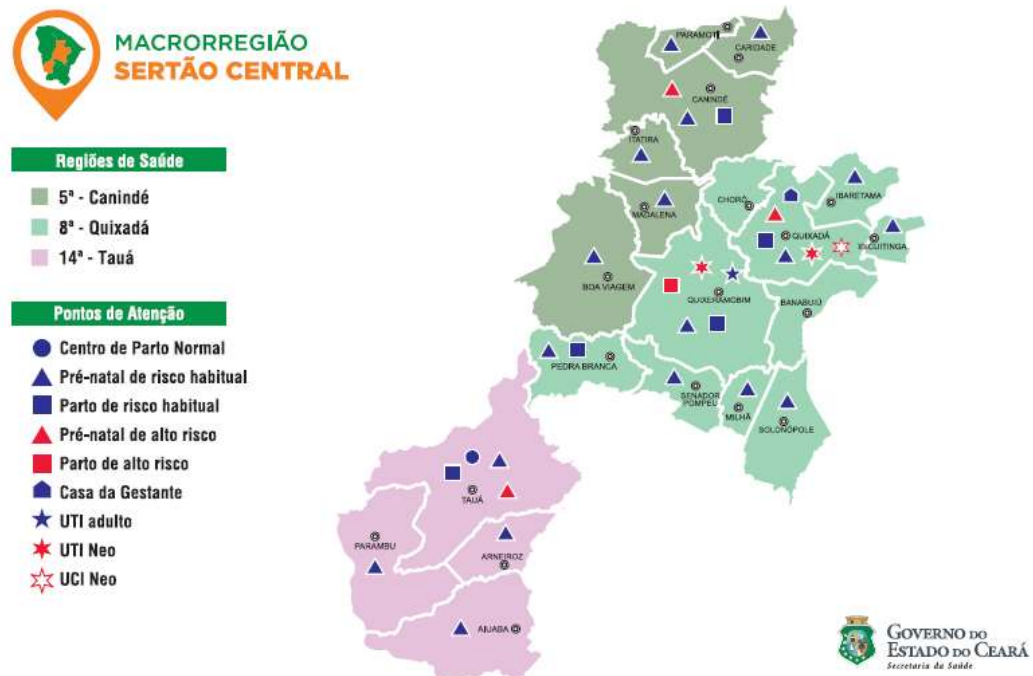 MACRORREGIÃO
SERTÃO CENTRAL
Regiões de Saúde
5ª - Canindé
8ª - Quixadá
14ª - Tauá
Pontos de Atenção
Centro de Parto Normal
Pré-natal de risco habitual
Parto de risco habitual
Pré-natal de alto risco
Parto de alto risco
Casa da Gestante
UTI adulto
UTI Neo
UCI Neo
PARAMOTI
CARIDADE
CANINDÉ
ITATIRA
MADALENA
BOA VIAGEM
CHORÓ
IBARETAMA
QUIXADÁ
IBICUITINGA
QUIXERAMOBIM
BANABUIÚ
PEDRA BRANCA
SENADOR
POMPEU
MILHÃ
SOLONOPOLE
TAUÁ
PARAMBU
ARNEIROZ
AIUABA
GOVERNO DO
ESTADO DO CEARÁ
Secretaria da Saúde